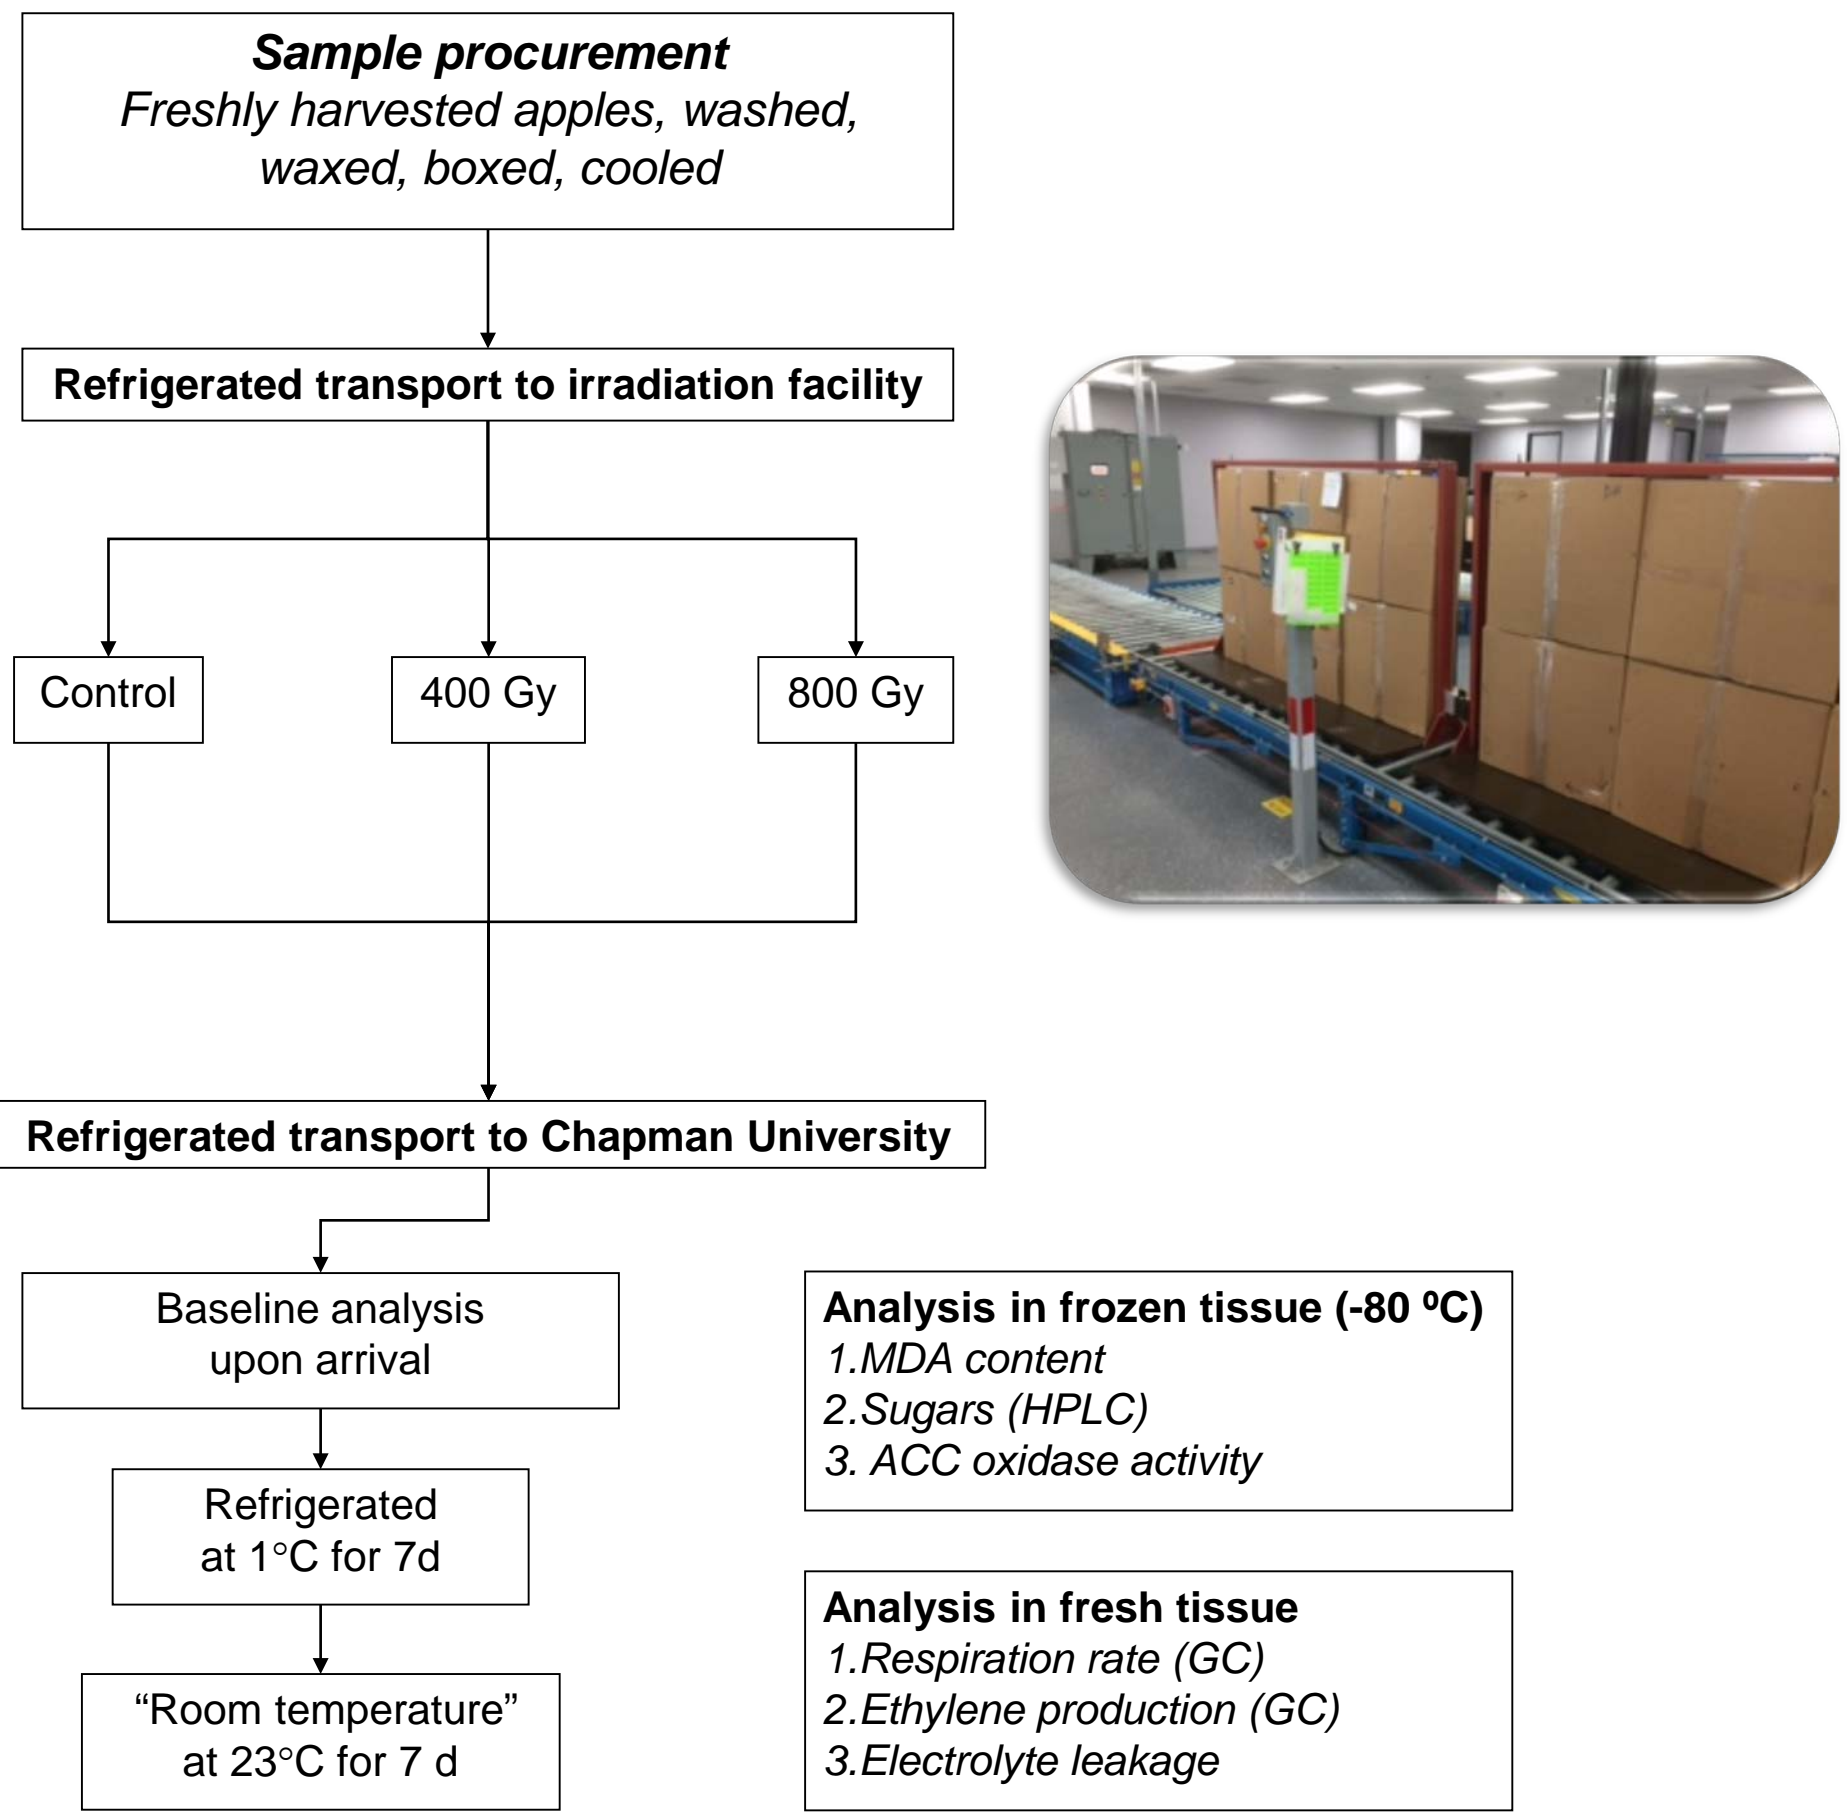 Sample procurement
Freshly harvested apples, washed,
waxed, boxed, cooled
Refrigerated transport to irradiation facility
Control
400 Gy
800 Gy
Refrigerated transport to Chapman University
Baseline analysis
upon arrival
Refrigerated
at 1°C for 7d
“Room temperature”
at 23°C for 7 d
Analysis in frozen tissue (-80 ºC)
1.MDA content
2.Sugars (HPLC)
3. ACC oxidase activity
Analysis in fresh tissue
1.Respiration rate (GC)
2.Ethylene production (GC)
3.Electrolyte leakage